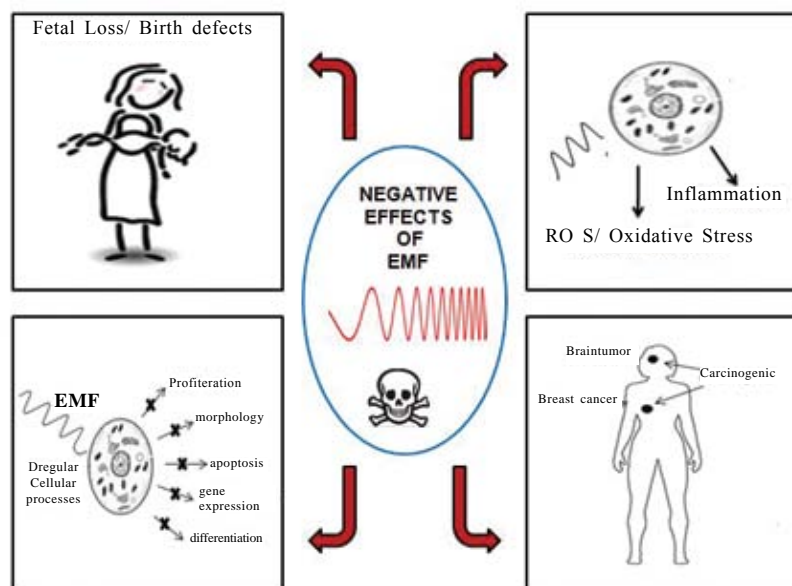 Fetal Loss/ Birth defects
Inflammation
RO S/ Oxidative Stress
NEGATIVE
EFFECTS
OF
EMF
EMF
Profiteration
morphology
apoptosis
gene
expression
differentiation
Dregular
Cellular
processes
Braintumor
Carcinogenic
Breast cancer